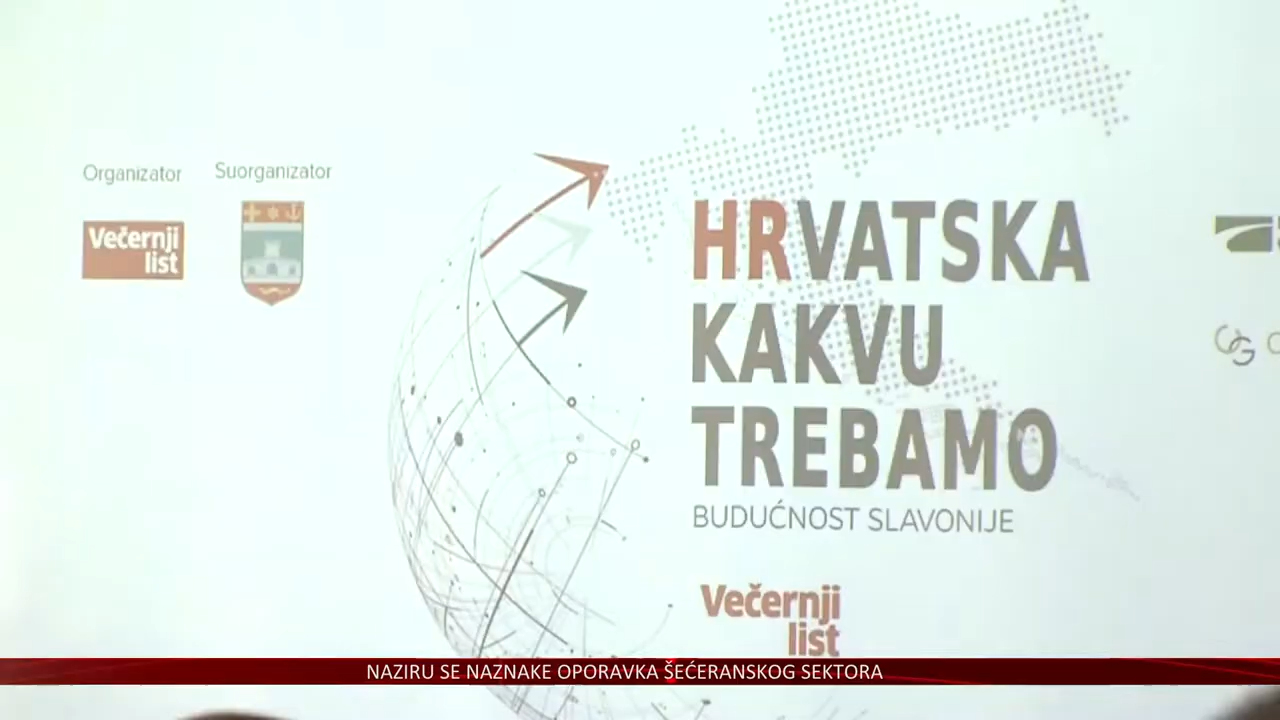 Organizator
Suorganizator
Večernji
list
HRVATSKA
KAKVU
TREBAMO
BUDUĆNOST SLAVONIJE
Večernji
list
NAZIRU SE NAZNAKE OPORAVKA ŠEĆERANSKOG SEKTORA